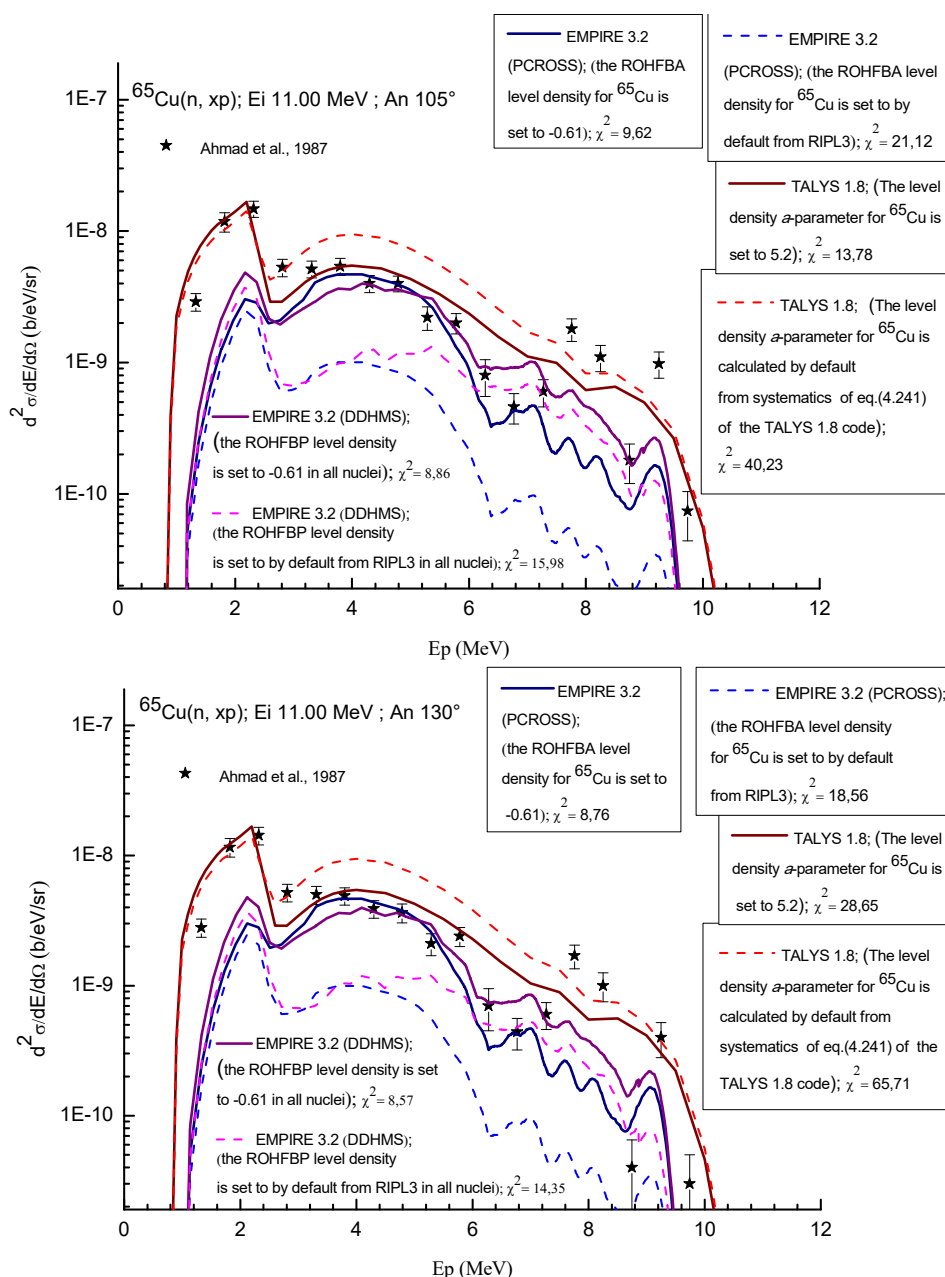 EMPIRE 3.2
(PCROSS); (the ROHFBA
level density for ⁶⁵Cu is
set to -0.61); χ² = 9,62
EMPIRE 3.2
(PCROSS); (the ROHFBA level
density for ⁶⁵Cu is set to by
default from RIPL3); χ² = 21,12
⁶⁵Cu(n, xp); Ei 11.00 MeV ; An 105°
Ahmad et al., 1987
TALYS 1.8; (The level
density a-parameter for ⁶⁵Cu is
set to 5.2); χ² = 13,78
TALYS 1.8; (The level
density a-parameter for ⁶⁵Cu is
calculated by default
from systematics of eq.(4.241)
of the TALYS 1.8 code);
χ² = 40,23
EMPIRE 3.2 (DDHMS);
(the ROHFBP level density
is set to -0.61 in all nuclei); χ²= 8,86
EMPIRE 3.2 (DDHMS);
(the ROHFBP level density
is set to by default from RIPL3 in all nuclei); χ²= 15,98
d²σ/dE/dΩ (b/eV/sr)
1E-7
1E-8
1E-9
1E-10
0 2 4 6 8 10 12
Ep (MeV)
EMPIRE 3.2
(PCROSS);
(the ROHFBA level
density for ⁶⁵Cu is set to
-0.61); χ² = 8,76
EMPIRE 3.2 (PCROSS);
(the ROHFBA level density
for ⁶⁵Cu is set to by default
from RIPL3); χ² = 18,56
⁶⁵Cu(n, xp); Ei 11.00 MeV ; An 130°
Ahmad et al., 1987
TALYS 1.8; (The level
density a-parameter for ⁶⁵Cu is
set to 5.2); χ² = 28,65
TALYS 1.8; (The level
density a-parameter for ⁶⁵Cu is
calculated by default from
systematics of eq.(4.241) of the
TALYS 1.8 code); χ² = 65,71
EMPIRE 3.2 (DDHMS);
(the ROHFBP level density is set
to -0.61 in all nuclei); χ²= 8,57
EMPIRE 3.2 (DDHMS);
(the ROHFBP level density
is set to by default from RIPL3 in all nuclei); χ²= 14,35
d²σ/dE/dΩ (b/eV/sr)
1E-7
1E-8
1E-9
1E-10
0 2 4 6 8 10 12
Ep (MeV)